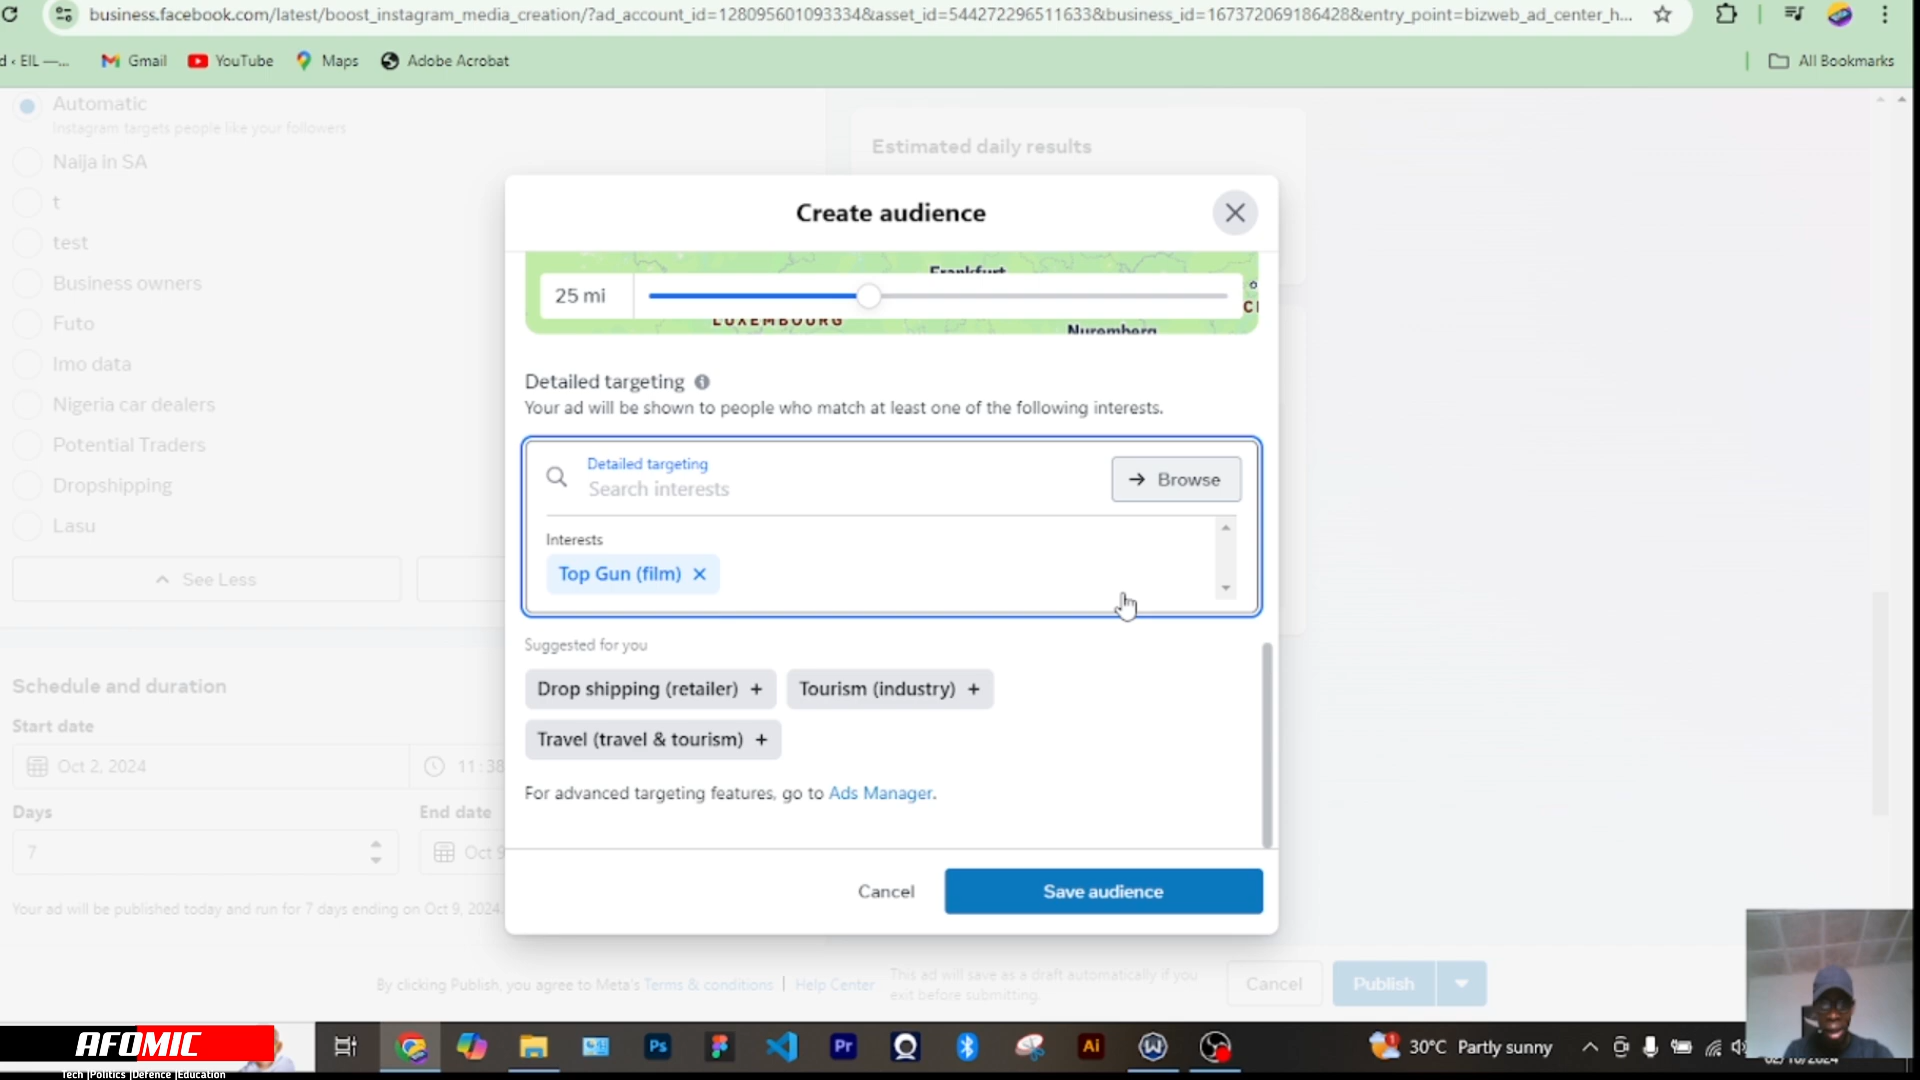 business.facebook.com/latest/boost_instagram_media_creation/?ad_account_id=128095601093334&asset_id=544272296511633&business_id=167372069186428&entry_point=bizweb_ad_center_h...
d ‹ EIL —...
Gmail
YouTube
Maps
Adobe Acrobat
All Bookmarks
Automatic
Instagram targets people like your followers
Naija in SA
t
test
Business owners
Futo
Imo data
Nigeria car dealers
Potential Traders
Dropshipping
Lasu
See Less
Estimated daily results
Create audience
Frankfurt
25 mi
LUXEMBOURG
Nuremberg
Detailed targeting
Your ad will be shown to people who match at least one of the following interests.
Detailed targeting
Search interests
Browse
Interests
Top Gun (film)
Suggested for you
Drop shipping (retailer) +
Tourism (industry) +
Travel (travel & tourism) +
For advanced targeting features, go to Ads Manager.
Cancel
Save audience
Schedule and duration
Start date
Oct 2, 2024
11:38
Days
End date
7
Oct 9
Your ad will be published today and run for 7 days ending on Oct 9, 2024.
By clicking Publish, you agree to Meta's Terms & conditions | Help Center
This ad will save as a draft automatically if you
exit before submitting.
Cancel
Publish
AFOMIC
Tech |Politics |Defence |Education
Ps
Pr
Ai
30°C Partly sunny
02/10/2024